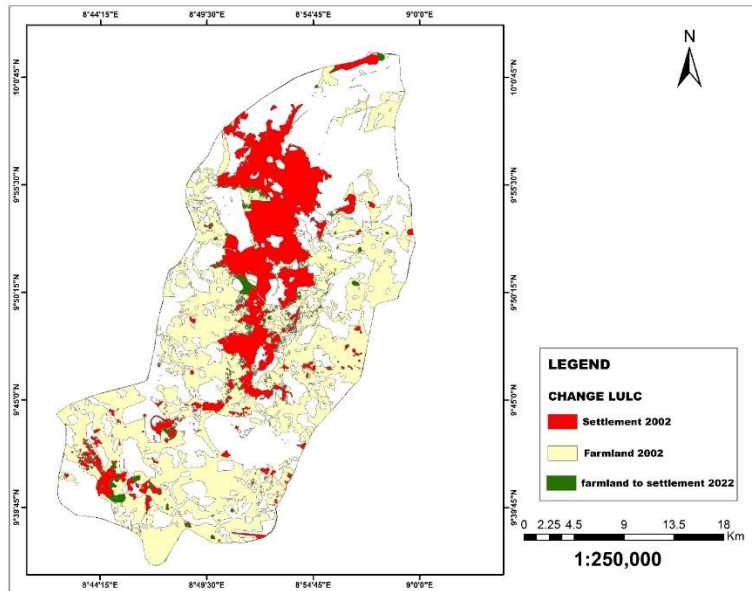 8°44'15"E 8°49'30"E 8°54'45"E 9°0'0"E
10°0'45"N 10°0'45"N
9°55'30"N 9°55'30"N
9°50'15"N 9°50'15"N
9°45'0"N 9°45'0"N
9°39'45"N 9°39'45"N
8°44'15"E 8°49'30"E 8°54'45"E 9°0'0"E
N
LEGEND
CHANGE LULC
Settlement 2002
Farmland 2002
farmland to settlement 2022
0 2.25 4.5 9 13.5 18
Km
1:250,000